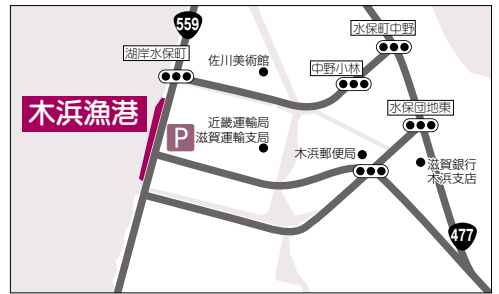 559
水保町中野
湖岸水保町
佐川美術館
中野小林
木浜漁港
水保団地東
P
近畿運輸局
滋賀運輸支局
木浜郵便局
滋賀銀行
木浜支店
477